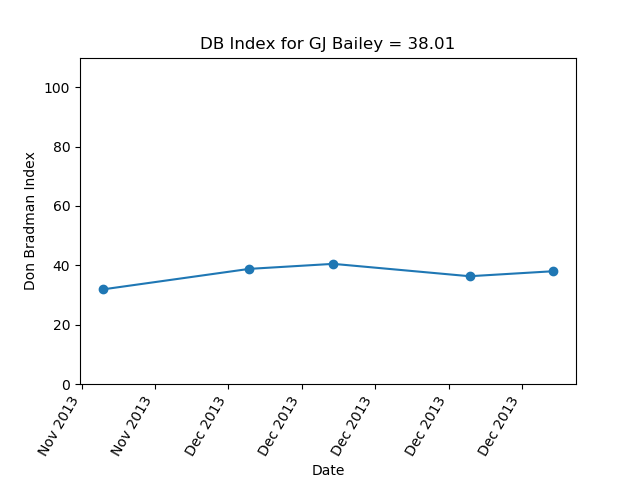 DB Index for GJ Bailey = 38.01
Don Bradman Index
100
80
60
40
20
0
Nov 2013
Nov 2013
Dec 2013
Dec 2013
Dec 2013
Dec 2013
Dec 2013
Date